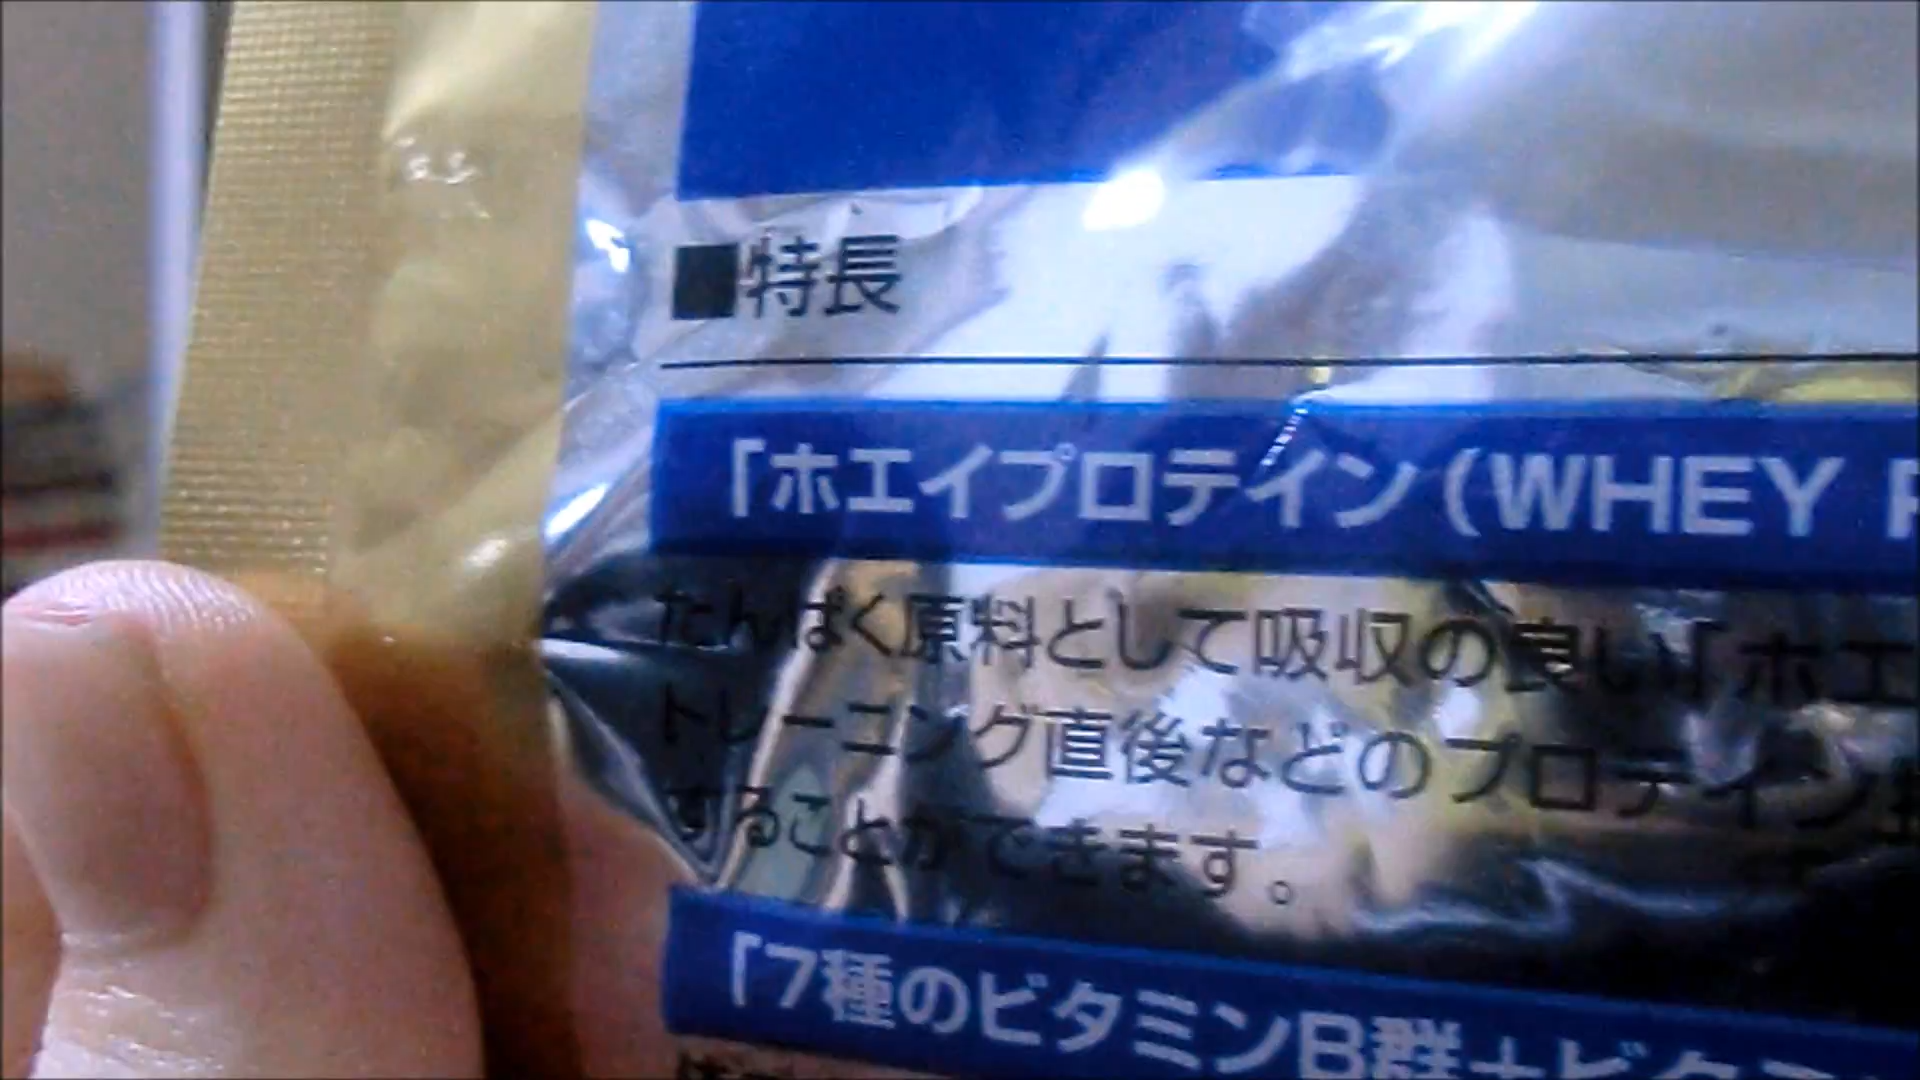 ■特長
「ホエイプロテイン(WHEY P
たんぱく原料として吸収の良い「ホエ
トレーニング直後などのプロテイン
することができます。
「7種のビタミンB群+ビタミ